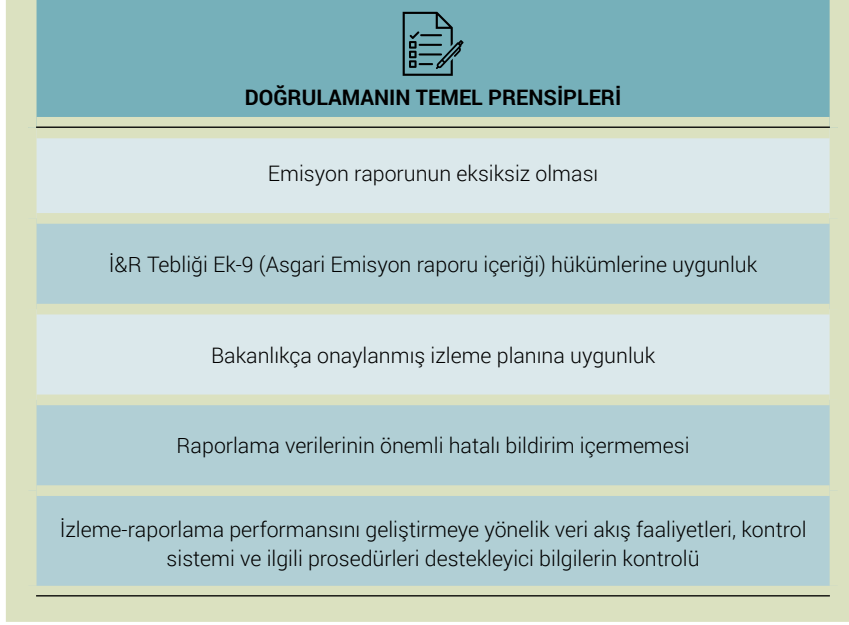 DOĞRULAMANIN TEMEL PRENSİPLERİ
Emisyon raporunun eksiksiz olması
İ&R Tebliği Ek-9 (Asgari Emisyon raporu içeriği) hükümlerine uygunluk
Bakanlıkça onaylanmış izleme planına uygunluk
Raporlama verilerinin önemli hatalı bildirim içermemesi
İzleme-raporlama performansını geliştirmeye yönelik veri akış faaliyetleri, kontrol
sistemi ve ilgili prosedürleri destekleyici bilgilerin kontrolü